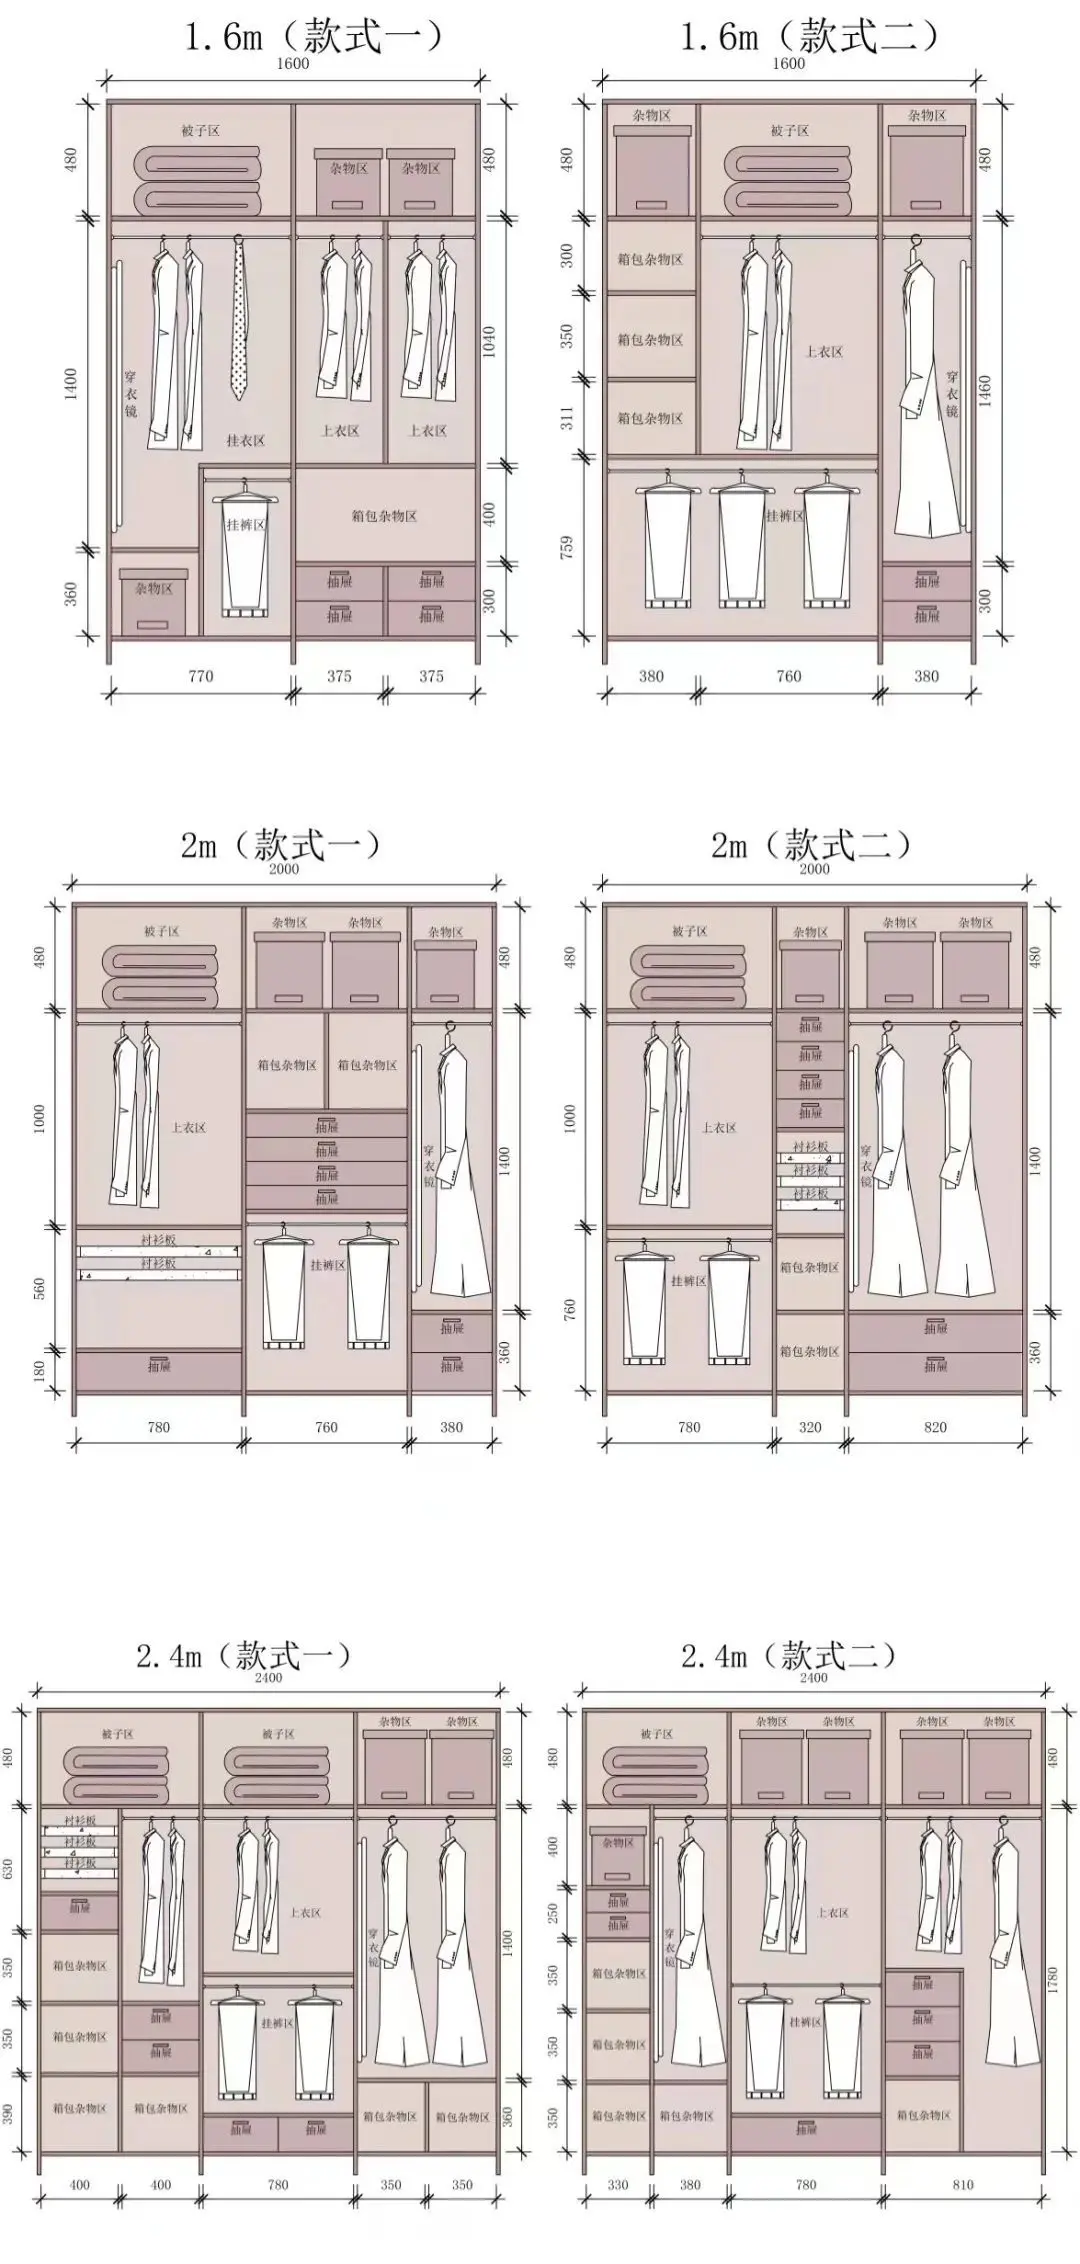 1.6m（款式一）
1600
被子区
杂物区
杂物区
480
480
穿衣镜
挂衣区
上衣区
上衣区
1400
1040
挂裤区
箱包杂物区
400
杂物区
抽屉
抽屉
抽屉
抽屉
360
300
770
375
375
1.6m（款式二）
1600
杂物区
被子区
杂物区
480
480
箱包杂物区
300
箱包杂物区
350
上衣区
穿衣镜
1460
箱包杂物区
311
挂裤区
759
抽屉
抽屉
300
380
760
380
2m（款式一）
2000
被子区
杂物区
杂物区
杂物区
480
480
箱包杂物区
箱包杂物区
上衣区
1000
抽屉
抽屉
抽屉
抽屉
穿衣镜
1400
衬衫板
衬衫板
挂裤区
560
抽屉
180
抽屉
抽屉
360
780
760
380
2m（款式二）
2000
被子区
杂物区
杂物区
杂物区
480
480
抽屉
抽屉
抽屉
抽屉
上衣区
1000
衬衫板
衬衫板
衬衫板
穿衣镜
1400
挂裤区
箱包杂物区
760
箱包杂物区
抽屉
抽屉
360
780
320
820
2.4m（款式一）
2400
被子区
被子区
杂物区
杂物区
480
480
衬衫板
衬衫板
衬衫板
630
抽屉
上衣区
穿衣镜
1400
箱包杂物区
350
箱包杂物区
350
抽屉
抽屉
挂裤区
箱包杂物区
390
箱包杂物区
抽屉
抽屉
箱包杂物区
箱包杂物区
360
400
400
780
350
350
2.4m（款式二）
2400
被子区
杂物区
杂物区
杂物区
杂物区
480
480
杂物区
400
抽屉
抽屉
250
上衣区
穿衣镜
箱包杂物区
350
1780
抽屉
抽屉
抽屉
箱包杂物区
350
挂裤区
箱包杂物区
350
箱包杂物区
抽屉
箱包杂物区
330
380
780
810